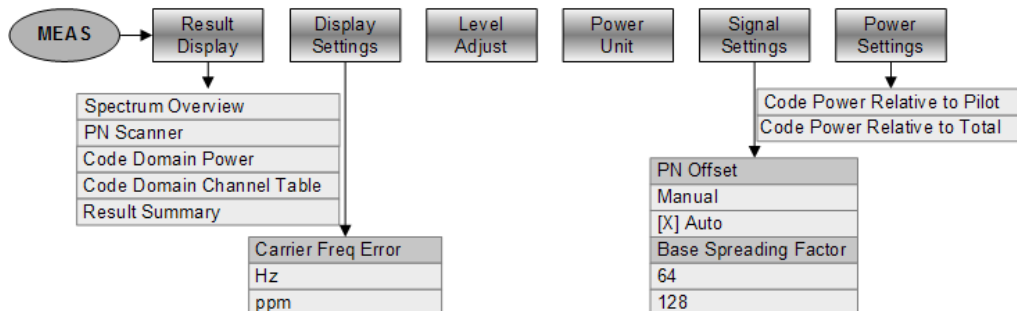 MEAS
Result
Display
Display
Settings
Level
Adjust
Power
Unit
Signal
Settings
Power
Settings
Spectrum Overview
PN Scanner
Code Domain Power
Code Domain Channel Table
Result Summary
Carrier Freq Error
Hz
ppm
Code Power Relative to Pilot
Code Power Relative to Total
PN Offset
Manual
[X] Auto
Base Spreading Factor
64
128